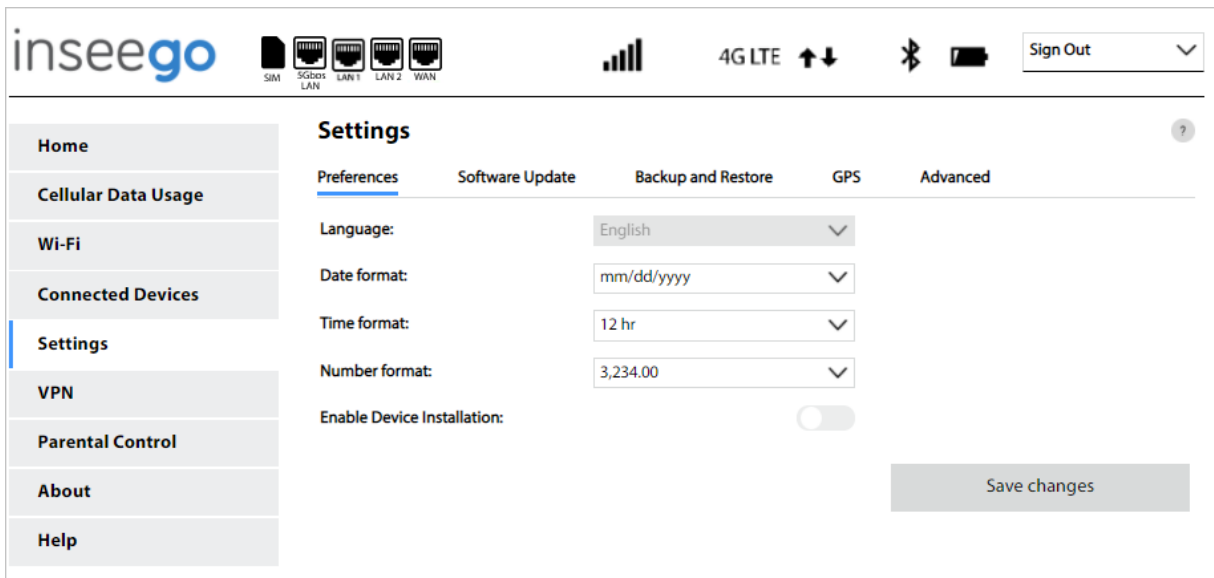 inseego
SIM
5Gbps
LAN
LAN 1
LAN 2
WAN
4G LTE
Sign Out
Settings
?
Home
Cellular Data Usage
Wi-Fi
Connected Devices
Settings
VPN
Parental Control
About
Help
Preferences Software Update Backup and Restore GPS Advanced
Language: English
Date format: mm/dd/yyyy
Time format: 12 hr
Number format: 3,234.00
Enable Device Installation:
Save changes